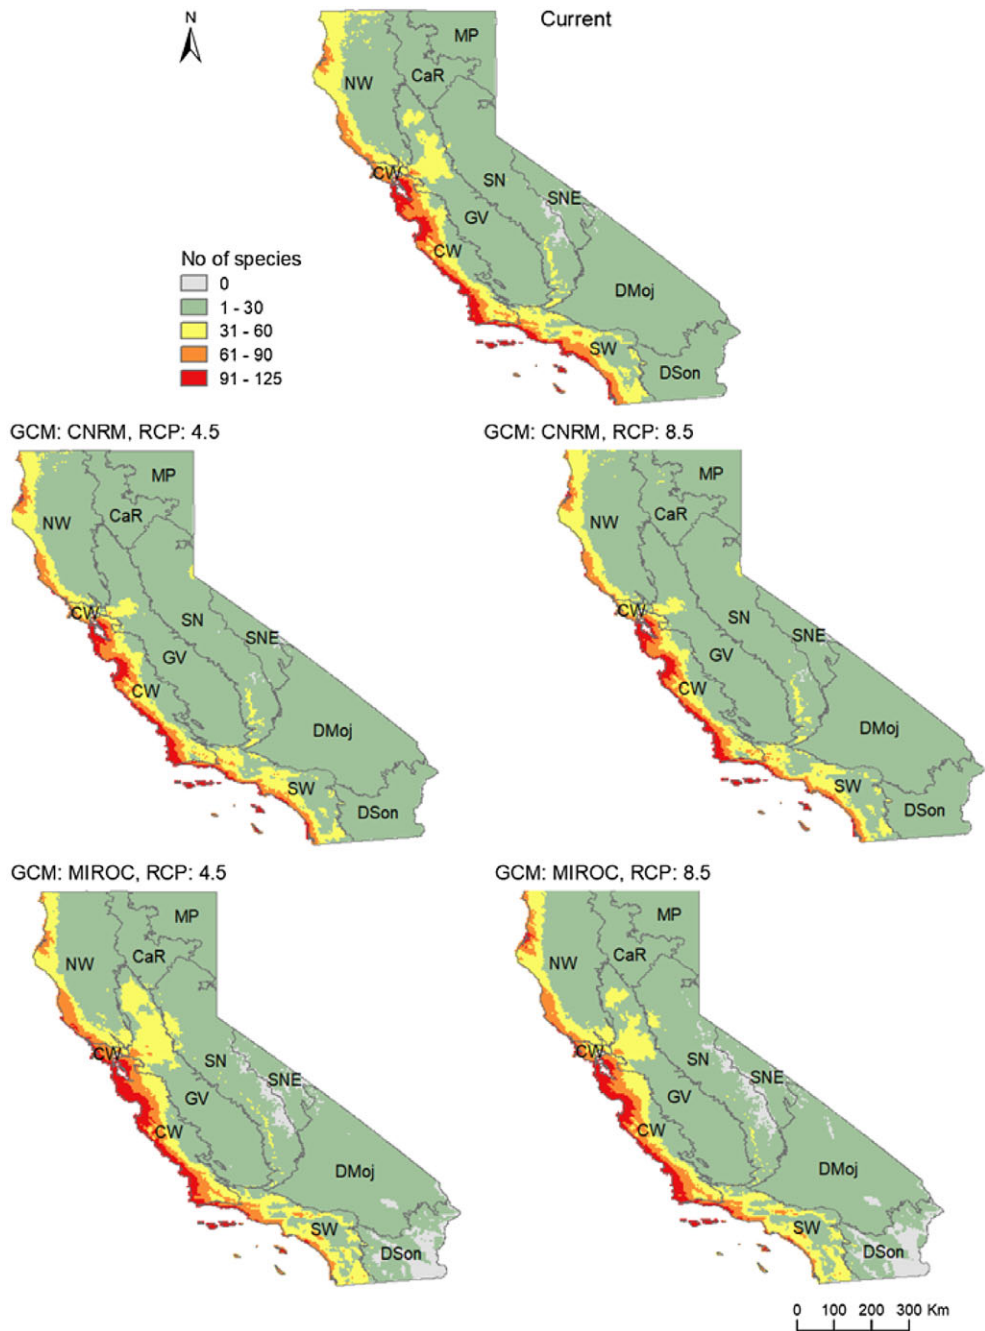 N
Current
MP
CaR
NW
CW
SN
SNE
GV
CW
No of species
0
1 - 30
31 - 60
61 - 90
91 - 125
DMoj
SW
DSon
GCM: CNRM, RCP: 4.5
GCM: CNRM, RCP: 8.5
MP
CaR
NW
CW
SN
SNE
GV
CW
DMoj
SW
DSon
MP
CaR
NW
CW
SN
SNE
GV
CW
DMoj
SW
DSon
GCM: MIROC, RCP: 4.5
GCM: MIROC, RCP: 8.5
MP
CaR
NW
CW
SN
SNE
GV
CW
DMoj
SW
DSon
MP
CaR
NW
CW
SN
SNE
GV
CW
DMoj
SW
DSon
0 100 200 300 Km